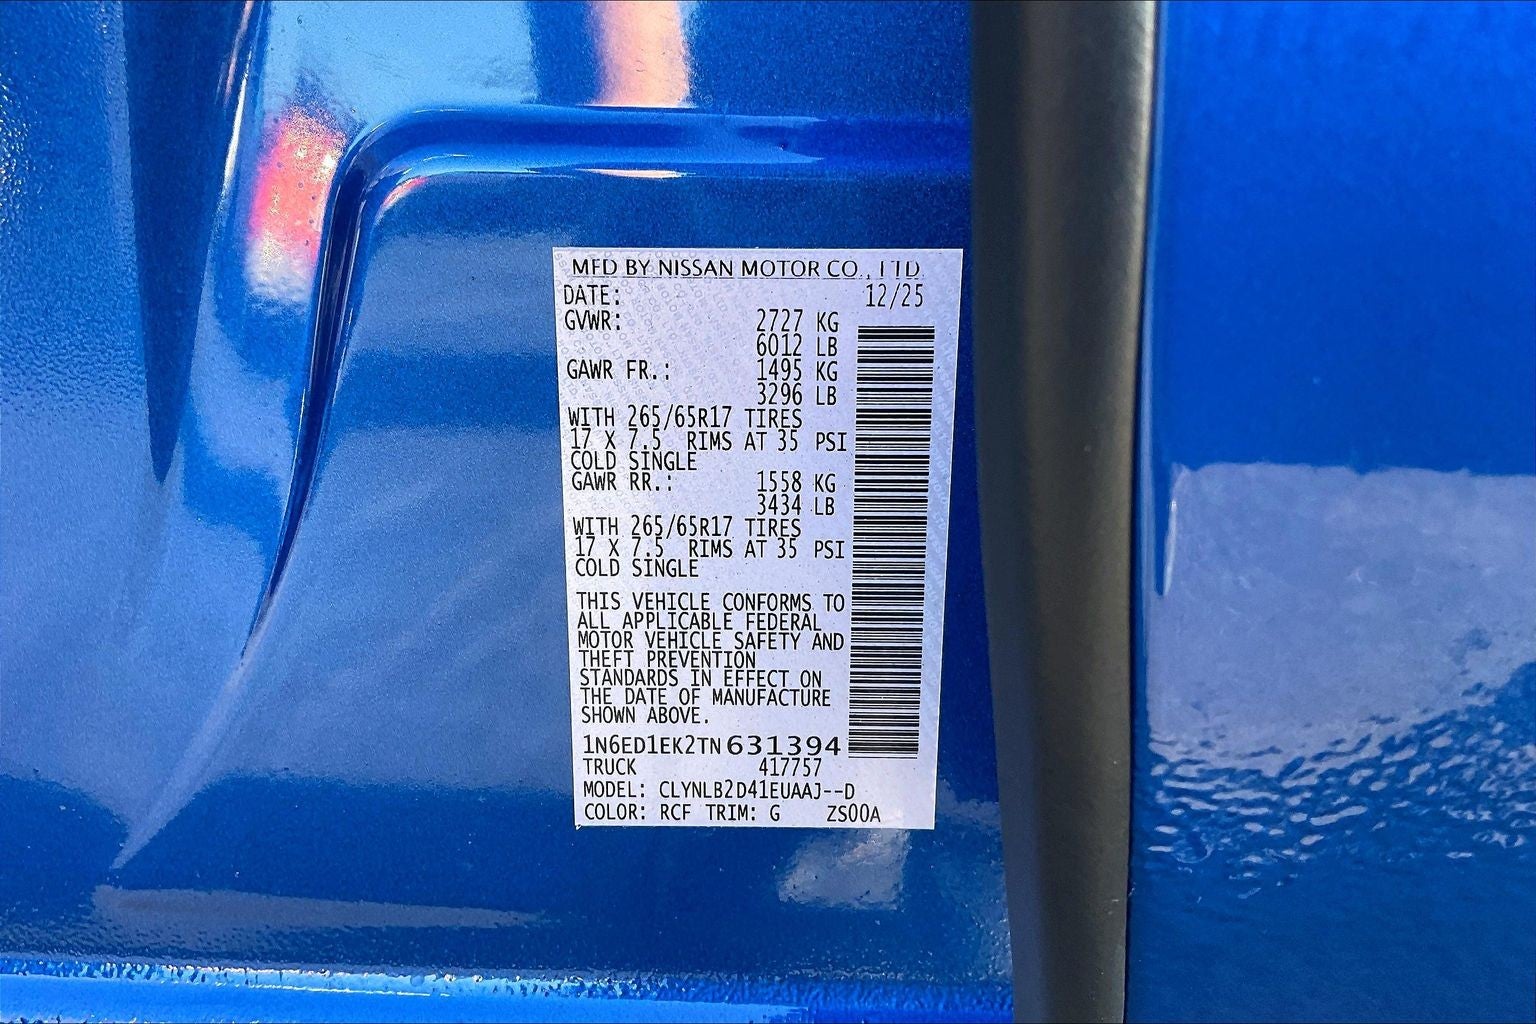 MFD BY NISSAN MOTOR CO., LTD.
DATE: 12/25
GVWR: 2727 KG
6012 LB
GAWR FR.: 1495 KG
3296 LB
WITH 265/65R17 TIRES
17 X 7.5 RIMS AT 35 PSI
COLD SINGLE
GAWR RR.: 1558 KG
3434 LB
WITH 265/65R17 TIRES
17 X 7.5 RIMS AT 35 PSI
COLD SINGLE
THIS VEHICLE CONFORMS TO
ALL APPLICABLE FEDERAL
MOTOR VEHICLE SAFETY AND
THEFT PREVENTION
STANDARDS IN EFFECT ON
THE DATE OF MANUFACTURE
SHOWN ABOVE.
1N6ED1EK2TN631394
TRUCK 417757
MODEL: CLYNLB2D41EUAAJ--D
COLOR: RCF TRIM: G ZS00A